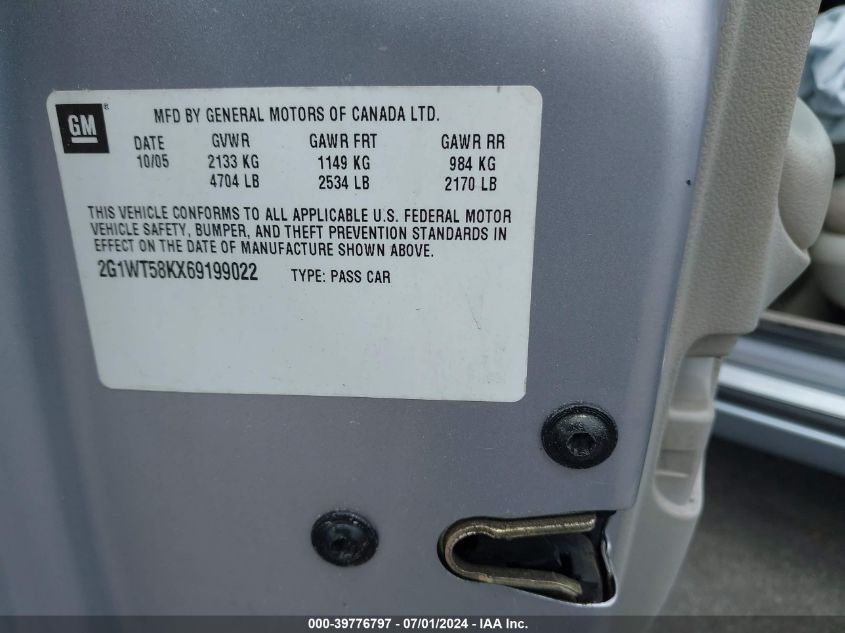 GM ®
MFD BY GENERAL MOTORS OF CANADA LTD.
DATE GVWR GAWR FRT GAWR RR
10/05 2133 KG 1149 KG 984 KG
4704 LB 2534 LB 2170 LB
THIS VEHICLE CONFORMS TO ALL APPLICABLE U.S. FEDERAL MOTOR
VEHICLE SAFETY, BUMPER, AND THEFT PREVENTION STANDARDS IN
EFFECT ON THE DATE OF MANUFACTURE SHOWN ABOVE.
2G1WT58KX69199022 TYPE: PASS CAR
000-39776797 - 07/01/2024 - IAA Inc.